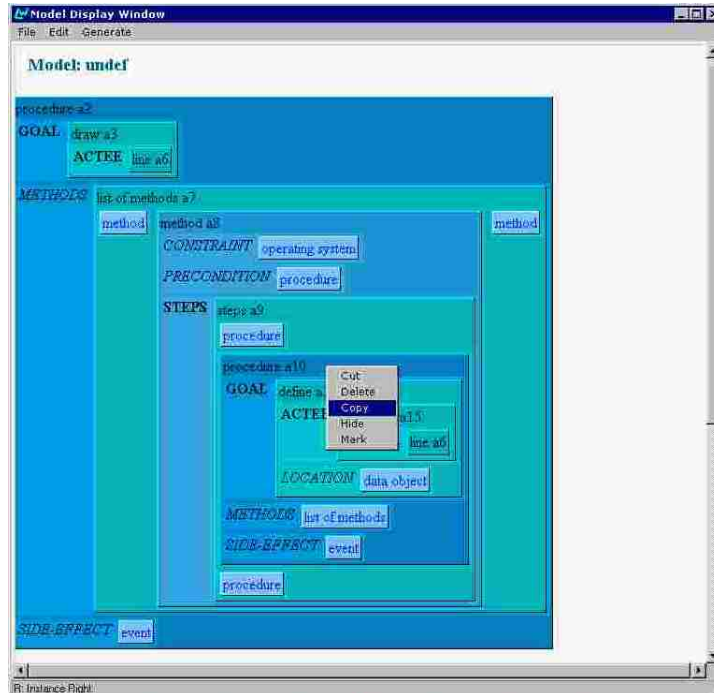 Model Display Window
File Edit Generate
Model: undef
procedure a2
GOAL draw a3
ACTEE line a6
METHODS list of methods a7
method method a8 method
CONSTRAINT operating system
PRECONDITION procedure
STEPS steps a9
procedure
procedure a10
GOAL define
ACTEE a15
line a6
LOCATION data object
METHODS list of methods
SIDE-EFFECT event
procedure
SIDE-EFFECT event
Cut
Delete
Copy
Hide
Mark
R: Instance Right